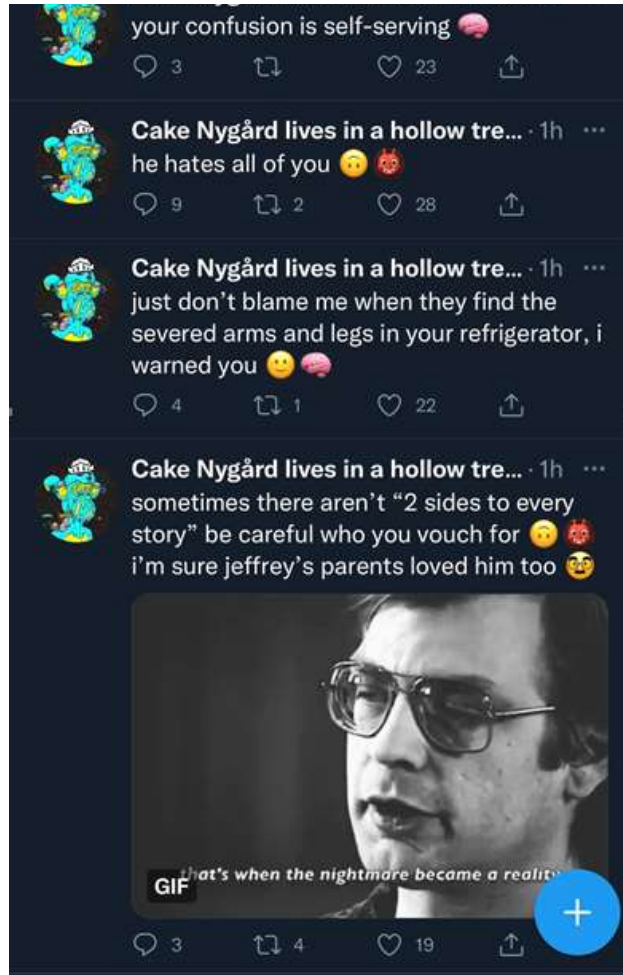 your confusion is self-serving 🧠
3 23
Cake Nygård lives in a hollow tre... · 1h ···
he hates all of you 🙃 👹
9 2 28
Cake Nygård lives in a hollow tre... · 1h ···
just don't blame me when they find the
severed arms and legs in your refrigerator, i
warned you 🙂 🧠
4 1 22
Cake Nygård lives in a hollow tre... · 1h ···
sometimes there aren't “2 sides to every
story” be careful who you vouch for 🙃 👹
i'm sure jeffrey's parents loved him too 🥸
that's when the nightmare became a reality
GIF
3 4 19